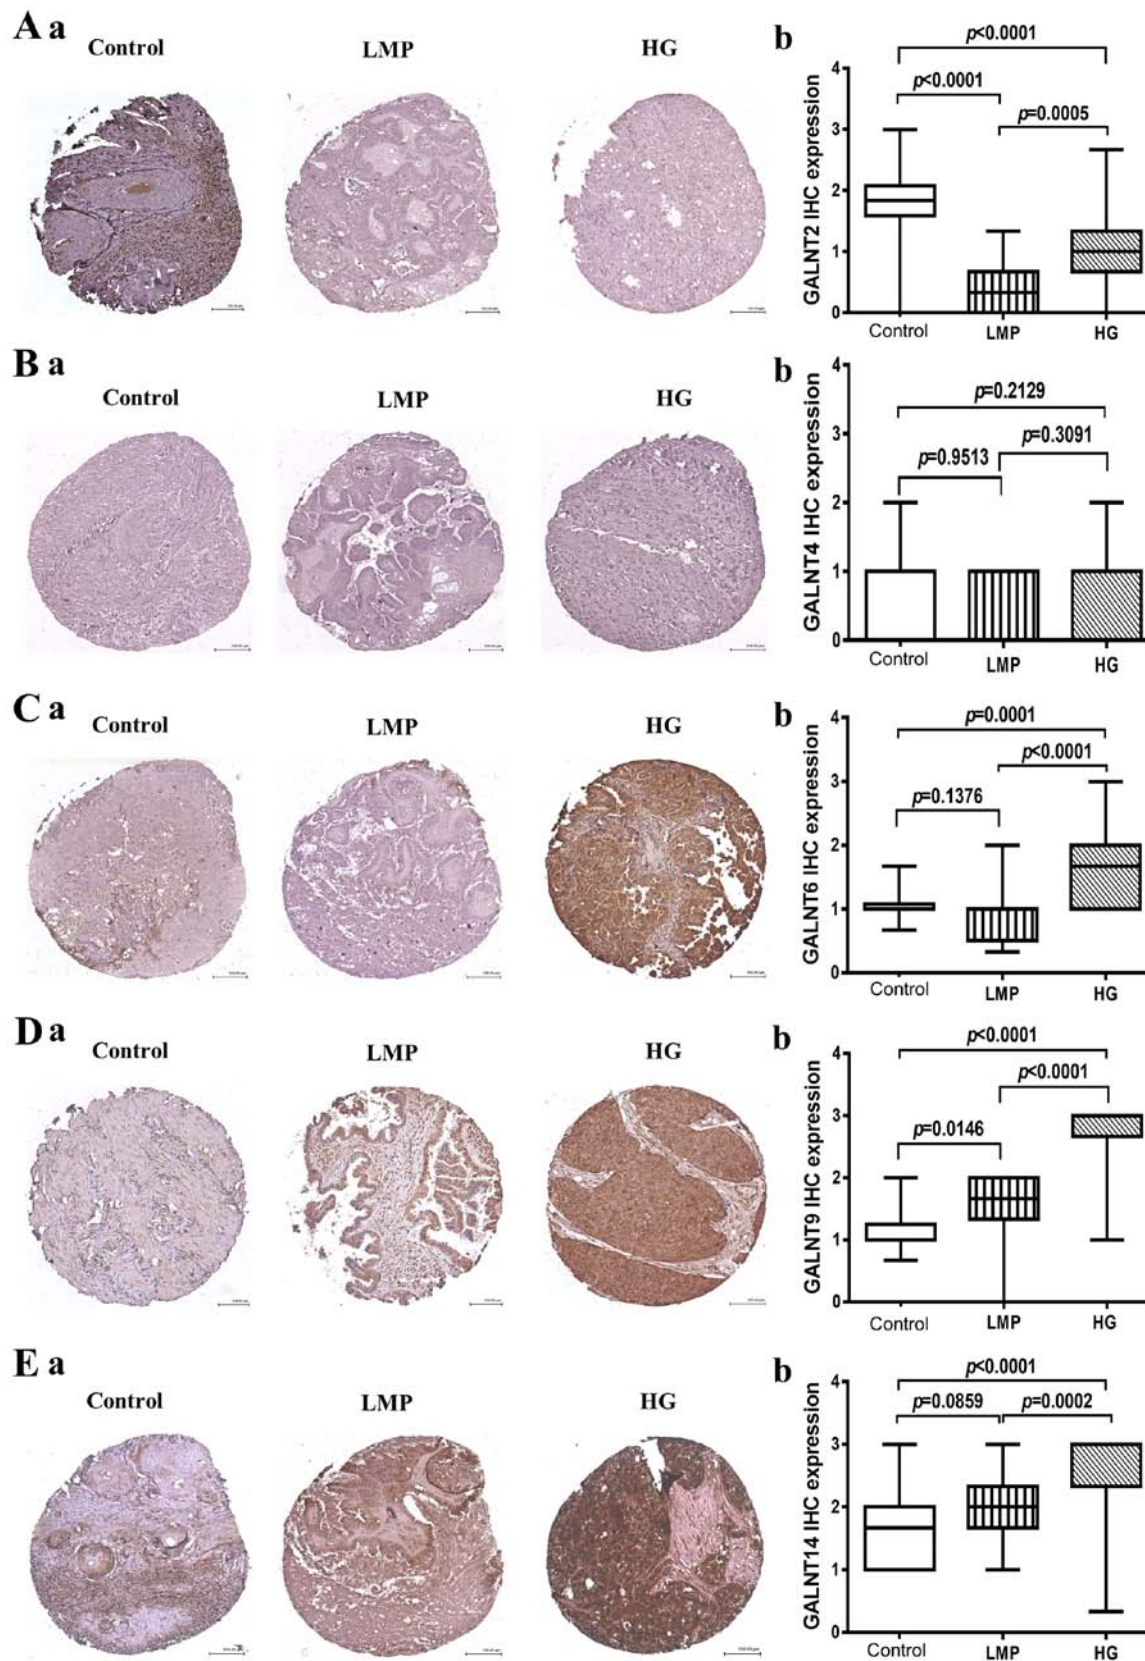 A a
Control
LMP
HG
b
GALNT2 IHC expression
4
3
2
1
0
p<0.0001
p<0.0001
p=0.0005
Control
LMP
HG
B a
Control
LMP
HG
b
GALNT4 IHC expression
4
3
2
1
0
p=0.2129
p=0.9513
p=0.3091
Control
LMP
HG
C a
Control
LMP
HG
b
GALNT6 IHC expression
4
3
2
1
0
p=0.0001
p<0.0001
p=0.1376
Control
LMP
HG
D a
Control
LMP
HG
b
GALNT9 IHC expression
4
3
2
1
0
p<0.0001
p<0.0001
p=0.0146
Control
LMP
HG
E a
Control
LMP
HG
b
GALNT14 IHC expression
4
3
2
1
0
p<0.0001
p=0.0859
p=0.0002
Control
LMP
HG